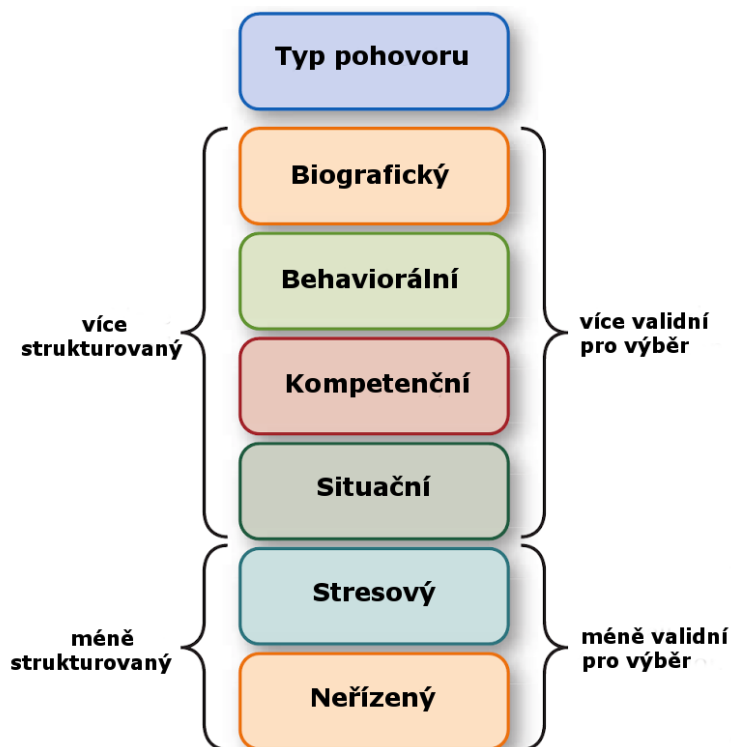 Typ pohovoru
Biografický
Behaviorální
více
strukturovaný
více validní
pro výběr
Kompetenční
Situační
Stresový
méně
strukturovaný
méně validní
pro výběr
Neřízený